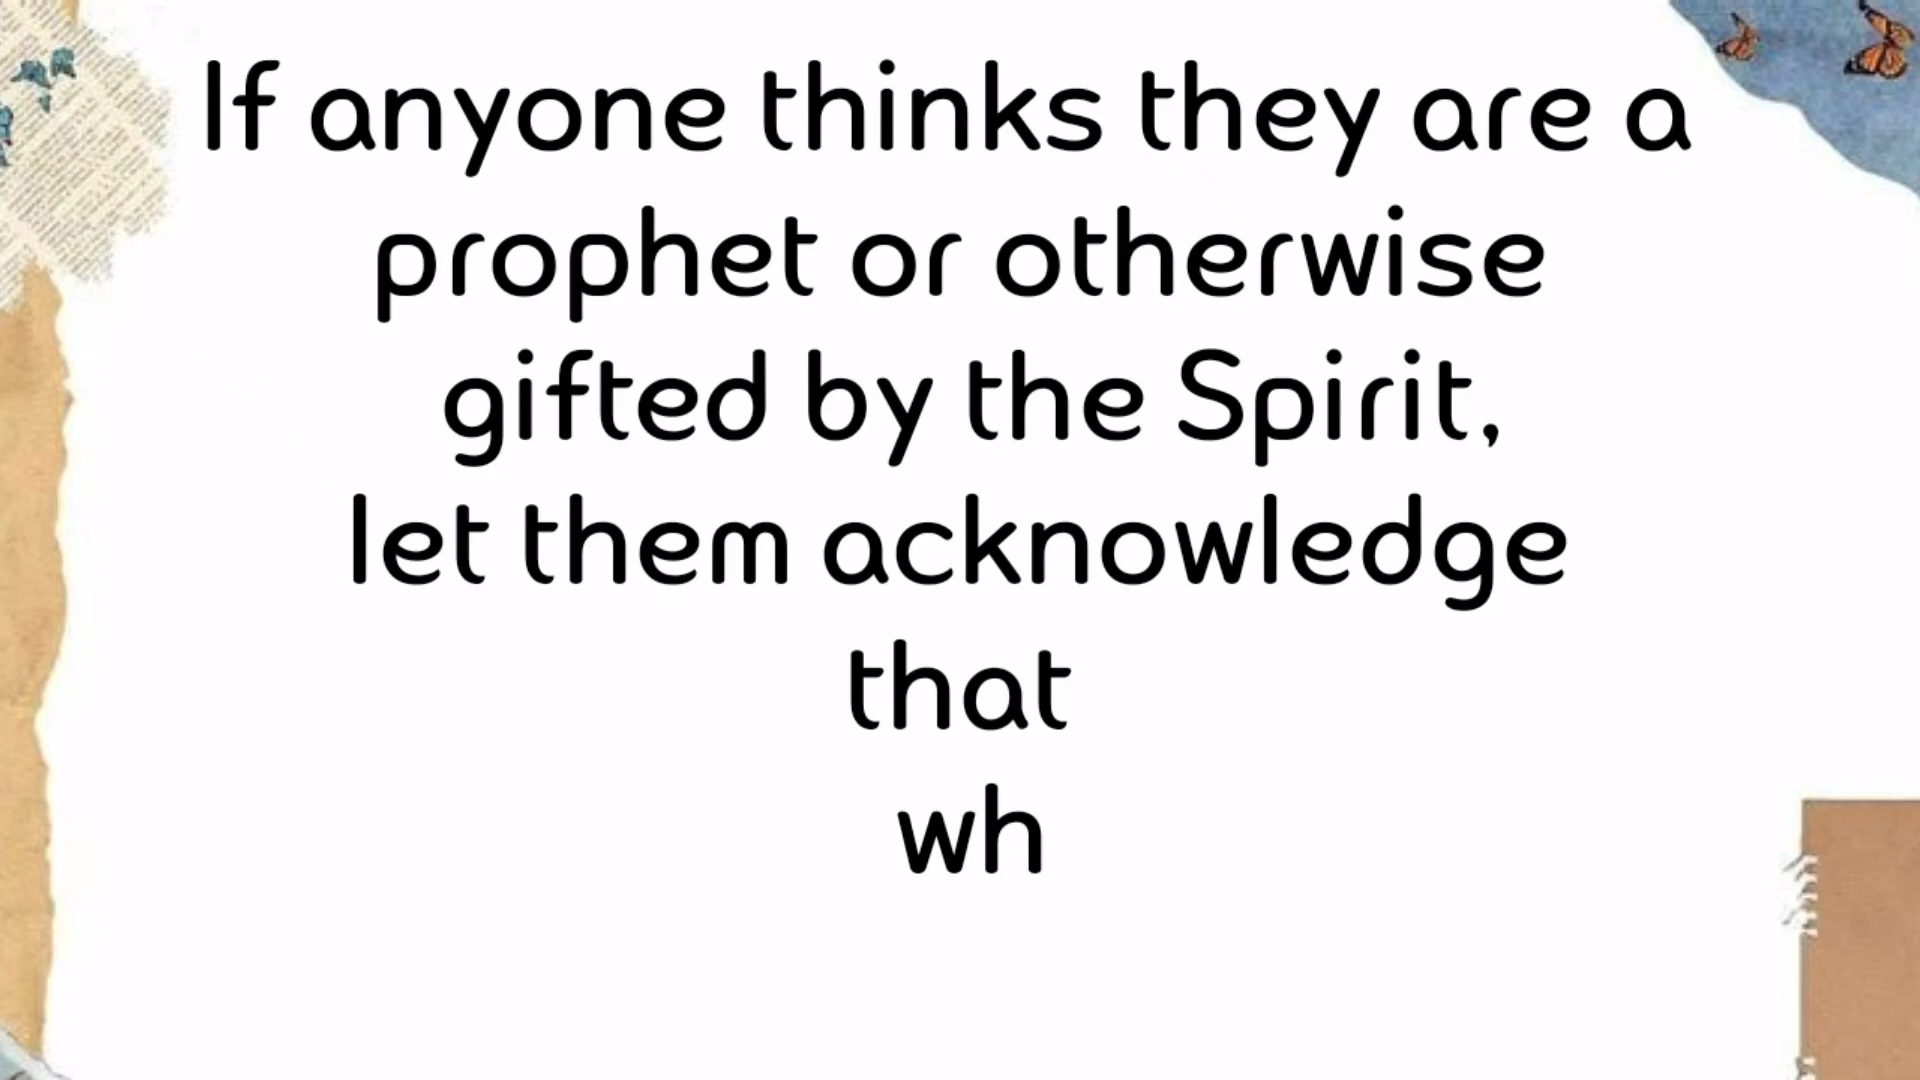 If anyone thinks they are a
prophet or otherwise
gifted by the Spirit,
let them acknowledge
that
wh